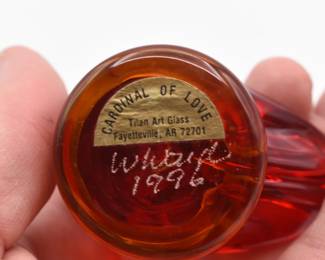 CARDINAL OF LOVE
Titan Art Glass
Fayetteville, AR 72701
1996